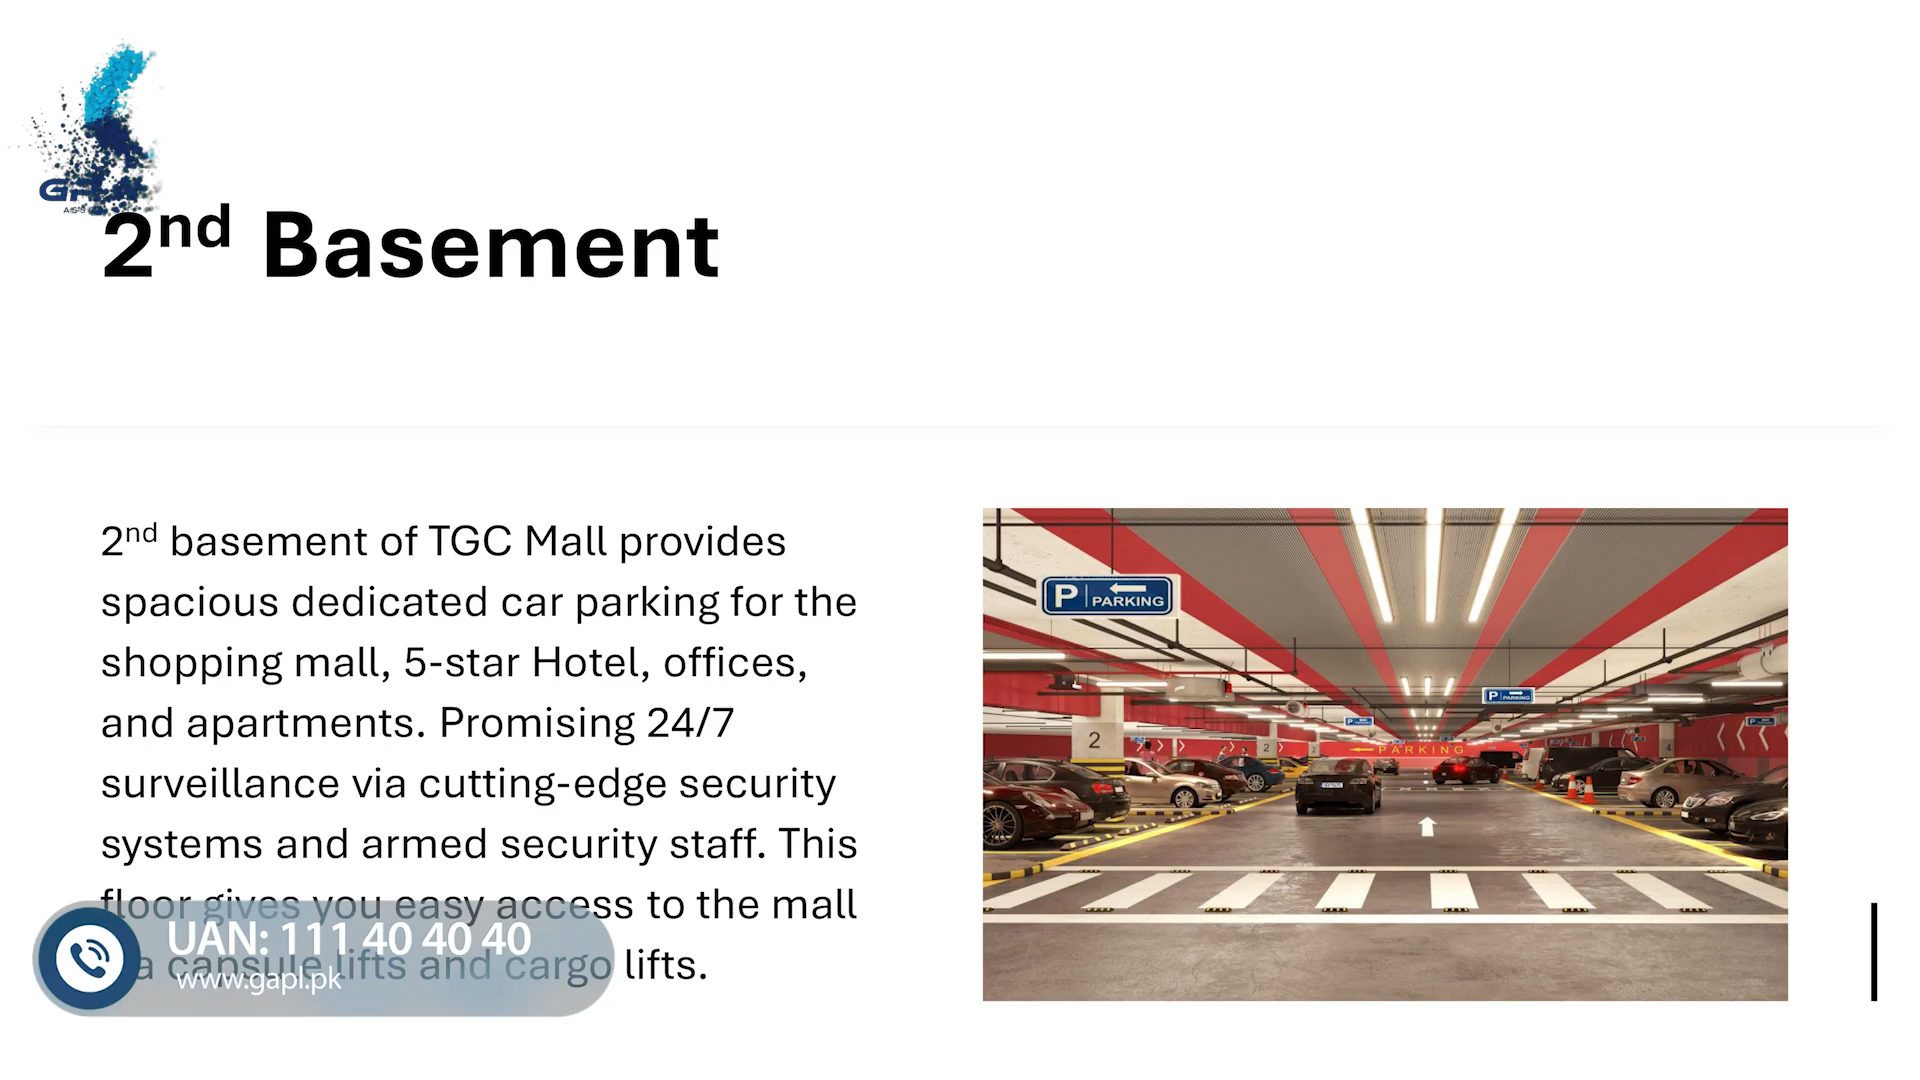 2nd Basement
2nd basement of TGC Mall provides
spacious dedicated car parking for the
shopping mall, 5-star Hotel, offices,
and apartments. Promising 24/7
surveillance via cutting-edge security
systems and armed security staff. This
floor gives you easy access to the mall
capsule lifts and cargo lifts.
UAN: 111 40 40 40
www.gapl.pk
P PARKING
P PARKING
2
2
PARKING
4